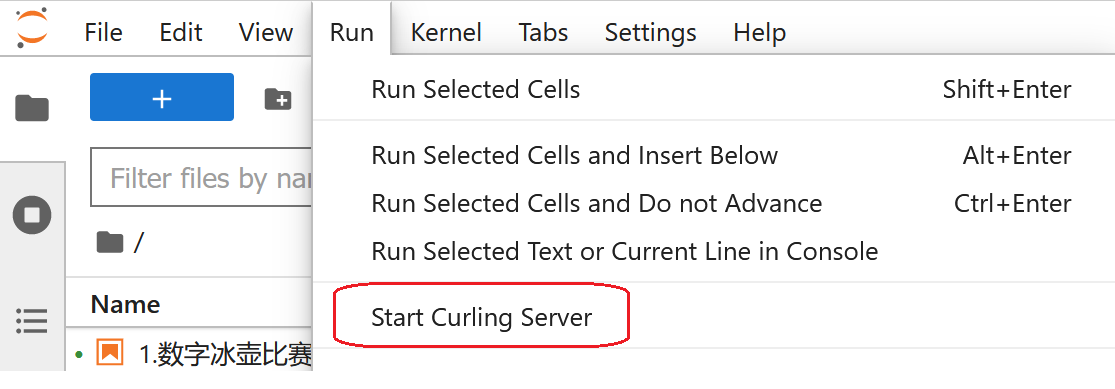 File Edit View Run Kernel Tabs Settings Help
+
Run Selected Cells Shift+Enter
Run Selected Cells and Insert Below Alt+Enter
Filter files by nam
Run Selected Cells and Do not Advance Ctrl+Enter
/
Run Selected Text or Current Line in Console
Name
Start Curling Server
1.数字冰壶比赛